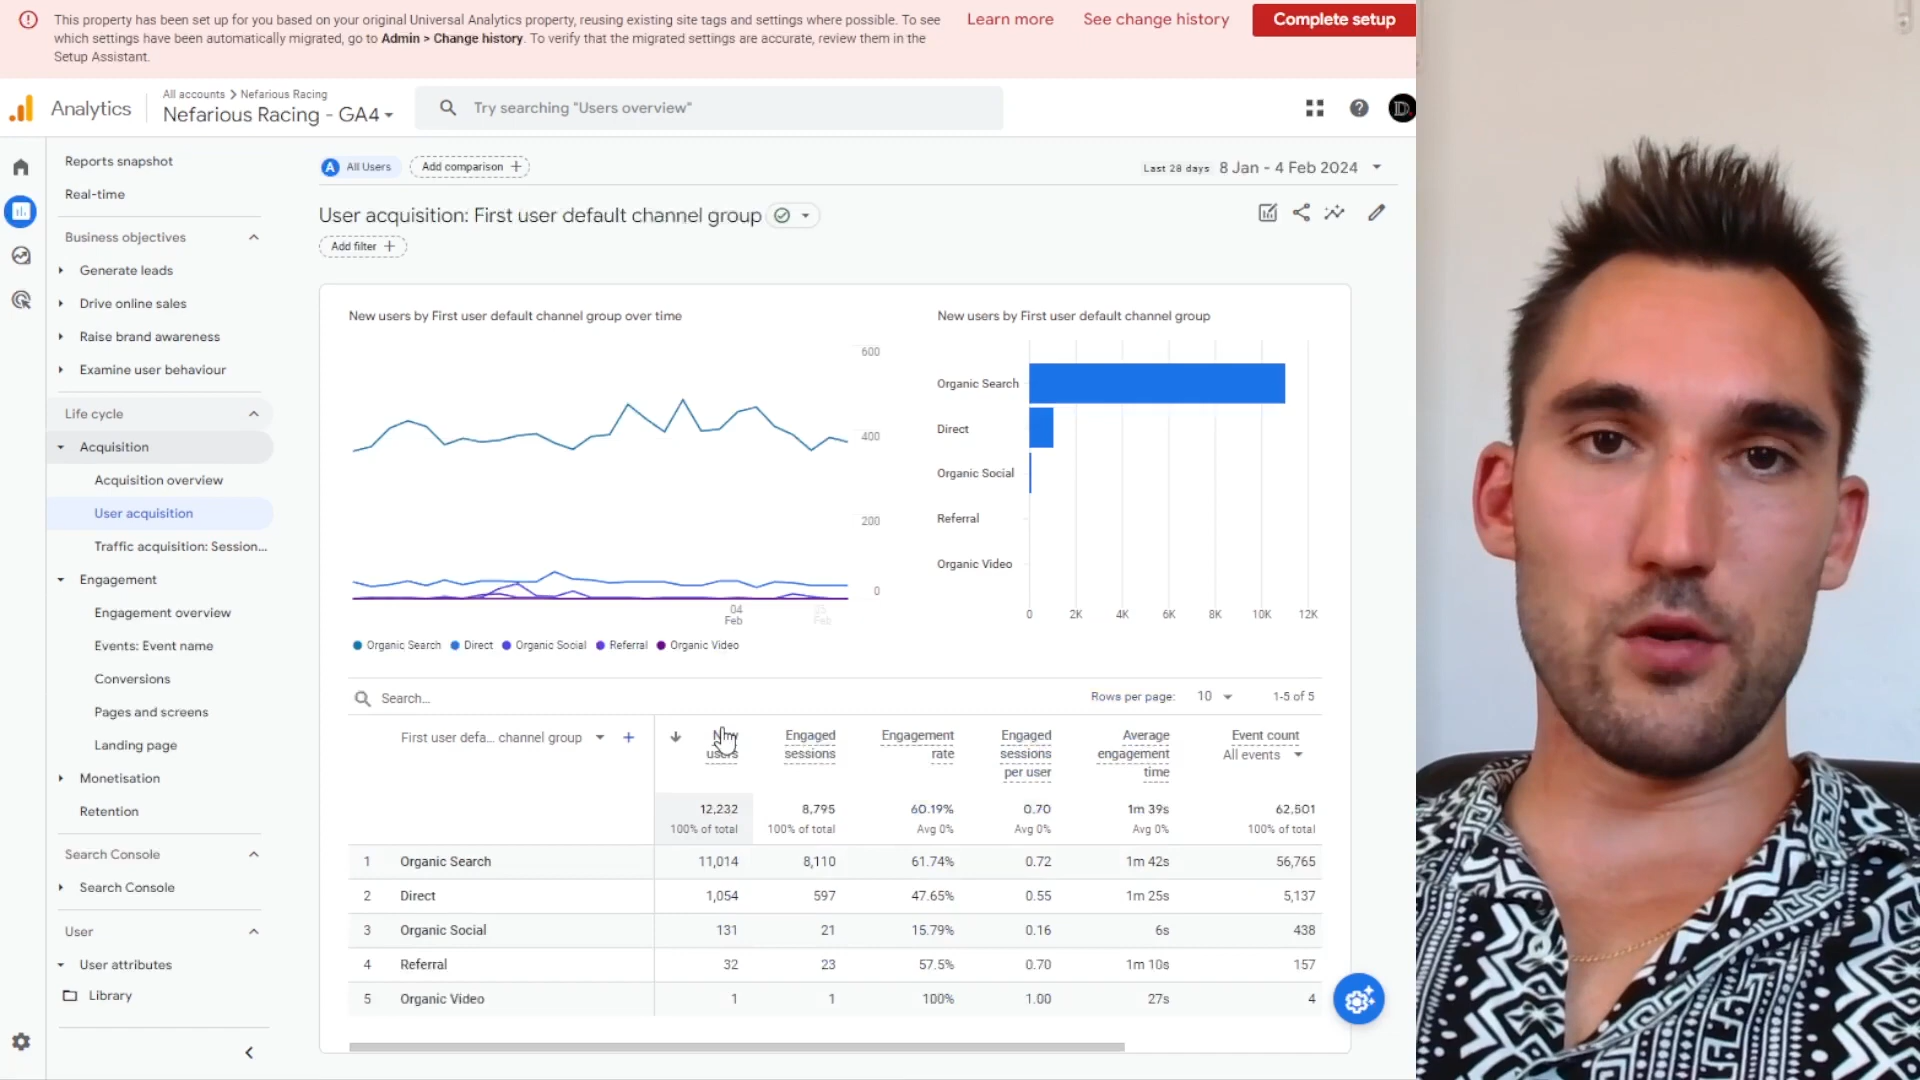 This property has been set up for you based on your original Universal Analytics property, reusing existing site tags and settings where possible. To see
which settings have been automatically migrated, go to Admin > Change history. To verify that the migrated settings are accurate, review them in the
Setup Assistant.
Learn more
See change history
Complete setup
Analytics
All accounts > Nefarious Racing
Nefarious Racing - GA4
Try searching "Users overview"
Reports snapshot
Real-time
Business objectives
Generate leads
Drive online sales
Raise brand awareness
Examine user behaviour
Life cycle
Acquisition
Acquisition overview
User acquisition
Traffic acquisition: Session...
Engagement
Engagement overview
Events: Event name
Conversions
Pages and screens
Landing page
Monetisation
Retention
Search Console
Search Console
User
User attributes
Library
A All Users
Add comparison +
Last 28 days 8 Jan - 4 Feb 2024
User acquisition: First user default channel group
Add filter +
New users by First user default channel group over time
600
400
200
0
04
Feb
05
Feb
Organic Search Direct Organic Social Referral Organic Video
New users by First user default channel group
Organic Search
Direct
Organic Social
Referral
Organic Video
0 2K 4K 6K 8K 10K 12K
Search...
Rows per page: 10 1-5 of 5
First user defa... channel group +
New
users
Engaged
sessions
Engagement
rate
Engaged
sessions
per user
Average
engagement
time
Event count
All events
12,232 8,795 60.19% 0.70 1m 39s 62,501
100% of total 100% of total Avg 0% Avg 0% Avg 0% 100% of total
1 Organic Search 11,014 8,110 61.74% 0.72 1m 42s 56,765
2 Direct 1,054 597 47.65% 0.55 1m 25s 5,137
3 Organic Social 131 21 15.79% 0.16 6s 438
4 Referral 32 23 57.5% 0.70 1m 10s 157
5 Organic Video 1 1 100% 1.00 27s 4